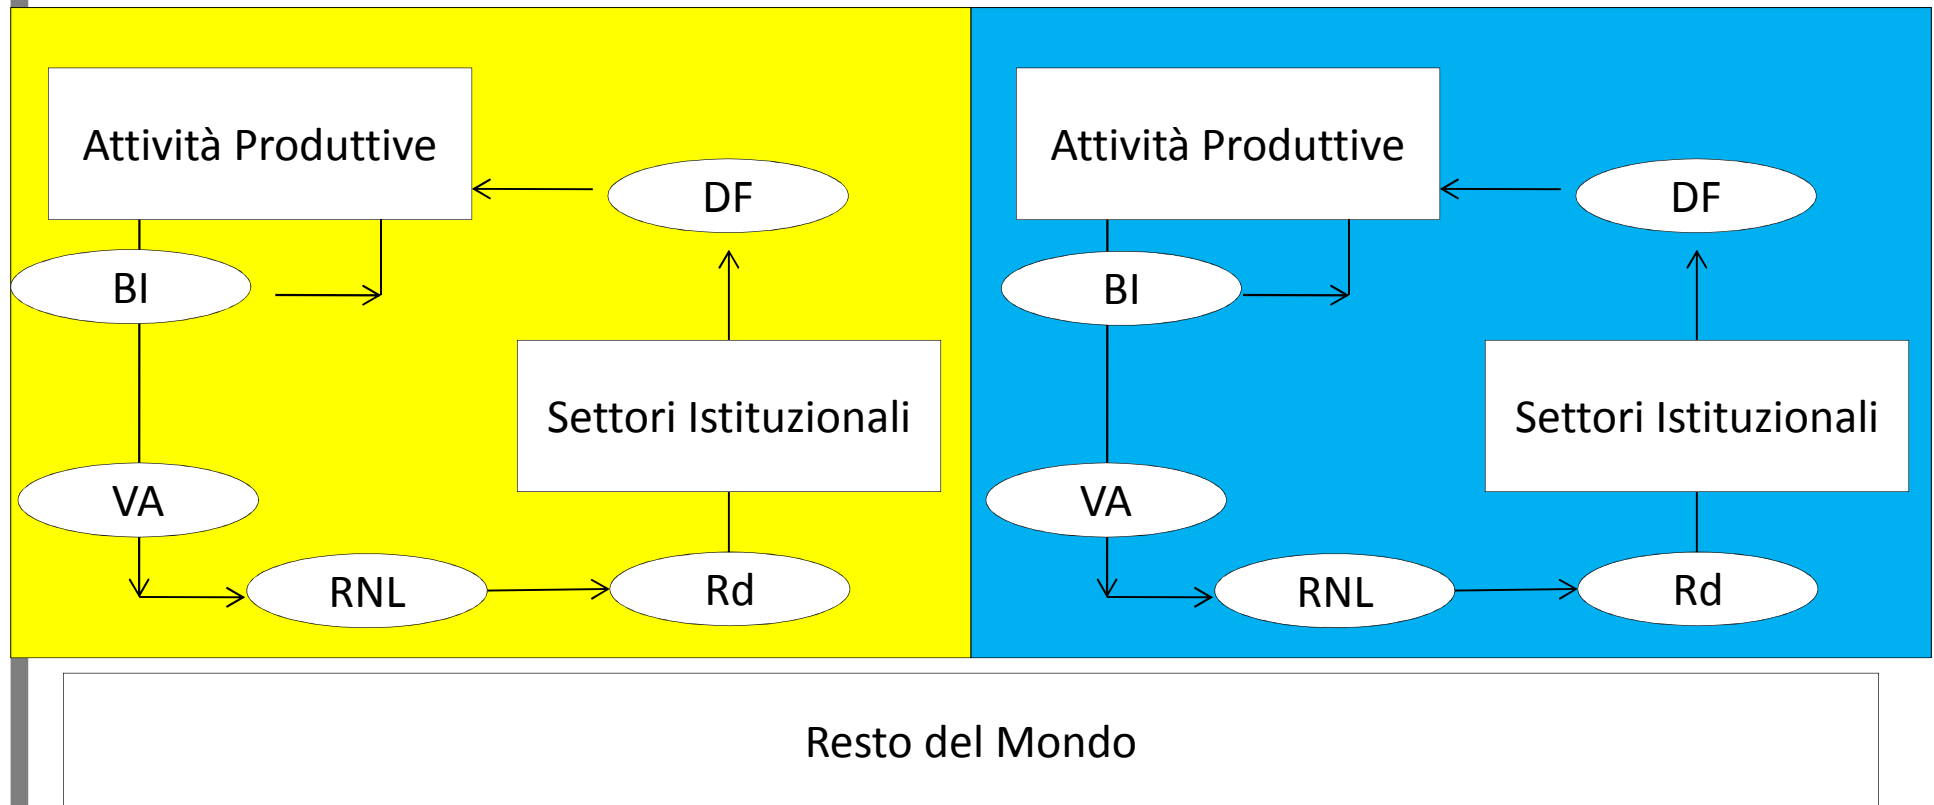 Attività Produttive
DF
BI
Settori Istituzionali
VA
RNL
Rd
Attività Produttive
DF
BI
Settori Istituzionali
VA
RNL
Rd
Resto del Mondo